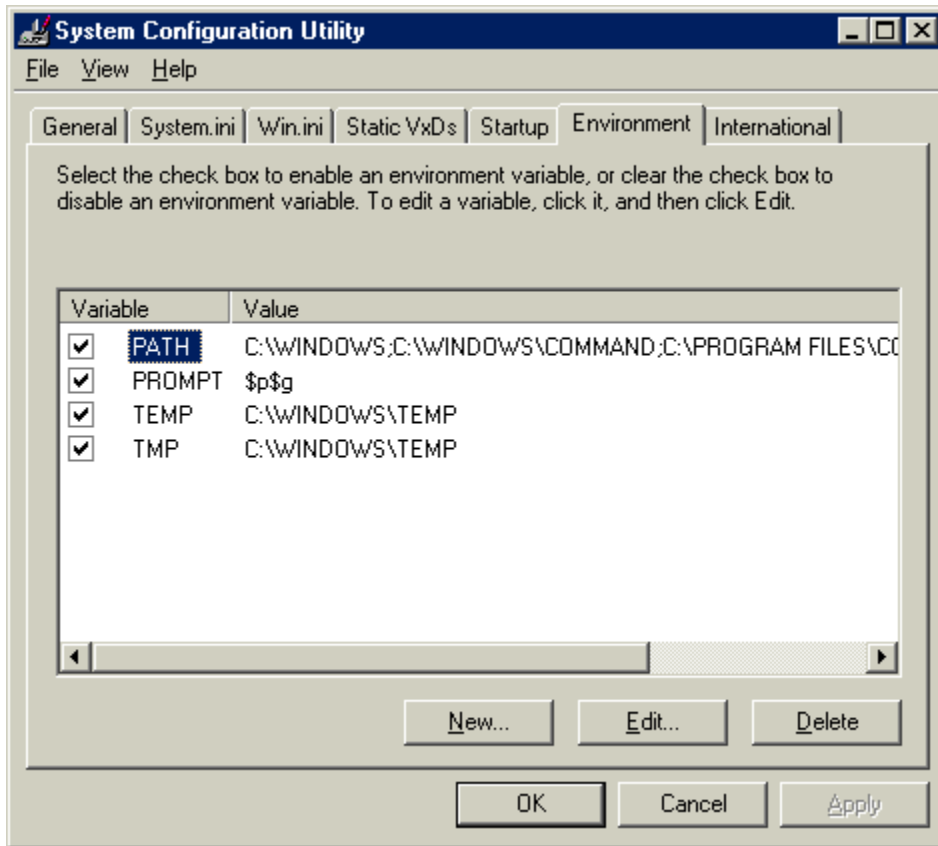 System Configuration Utility
File View Help
General System.ini Win.ini Static VxDs Startup Environment International
Select the check box to enable an environment variable, or clear the check box to
disable an environment variable. To edit a variable, click it, and then click Edit.
Variable Value
PATH C:\WINDOWS;C:\WINDOWS\COMMAND;C:\PROGRAM FILES\CO
PROMPT $p$g
TEMP C:\WINDOWS\TEMP
TMP C:\WINDOWS\TEMP
New... Edit... Delete
OK Cancel Apply